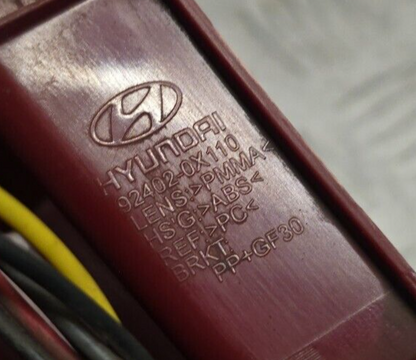 HYUNDAI
92402-0X110
LENS:>PMMA<
HSG:>ABS<
REF:>PC<
BRKT:
PP+GF30